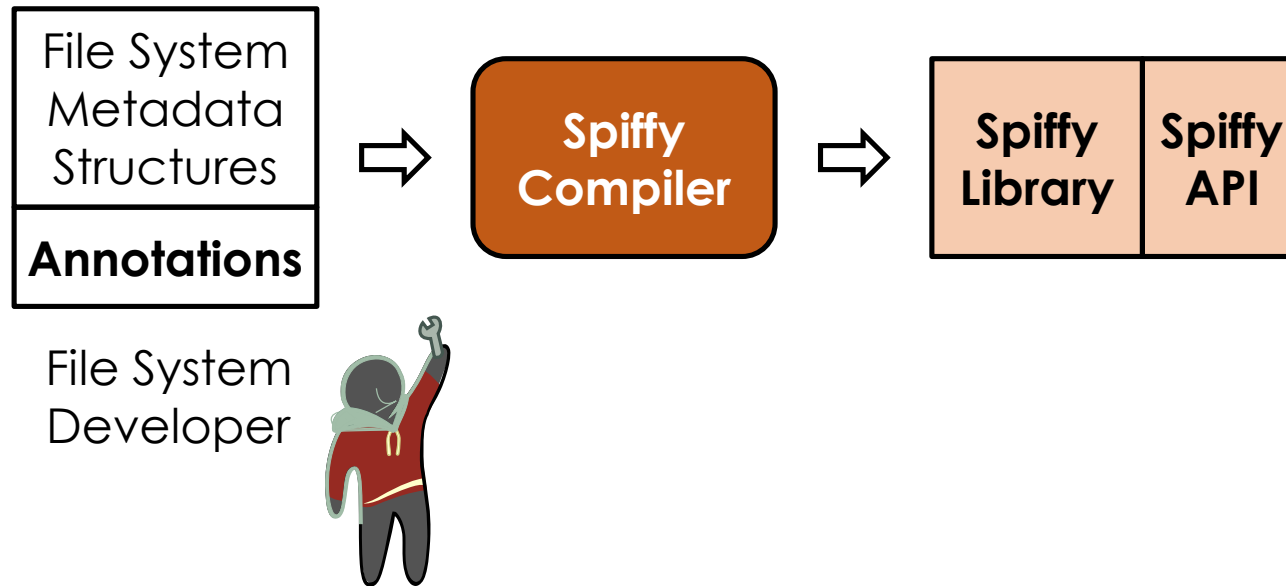 File System
Metadata
Structures
Annotations
File System
Developer
Spiffy
Compiler
Spiffy
Library
Spiffy
API